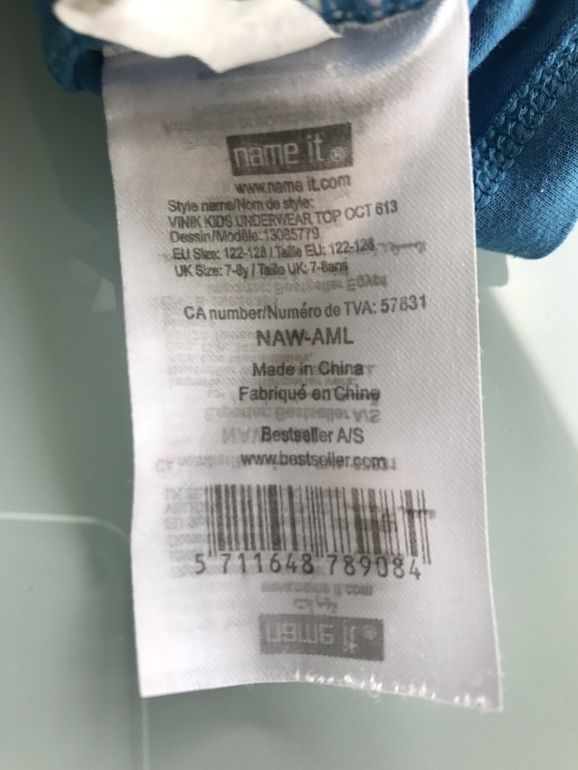 name it ®
www.name it.com
Style name/Nom de style:
VINIK KIDS UNDERWEAR TOP OCT 613
Dessin/Modèle: 13085779
EU Size: 122-128 / Taille EU: 122-128
UK Size: 7-8y / Taille UK: 7-8ans
CA number/Numéro de TVA: 57831
NAW-AML
Made in China
Fabriqué en Chine
Bestseller A/S
www.bestseller.com
5 711648 789084